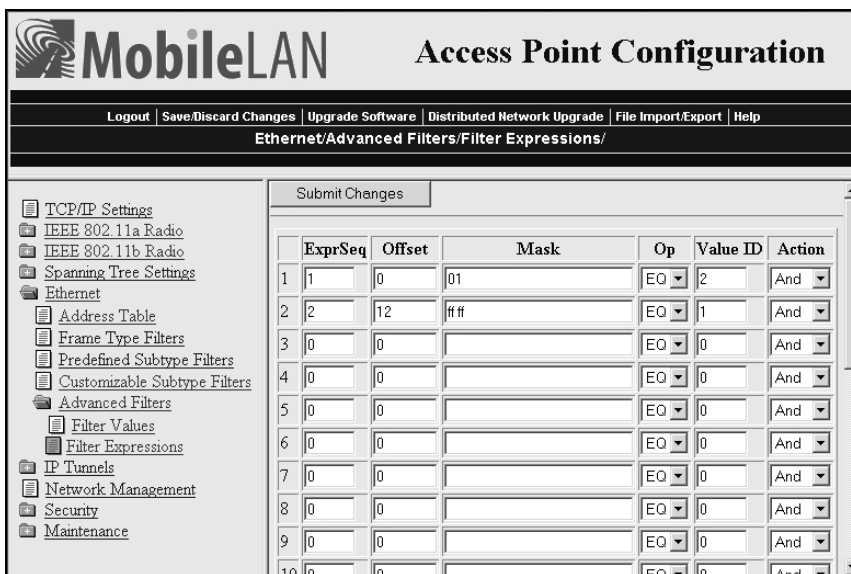 MobileLAN
Access Point Configuration
Logout | Save/Discard Changes | Upgrade Software | Distributed Network Upgrade | File Import/Export | Help
Ethernet/Advanced Filters/Filter Expressions/
TCP/IP Settings
IEEE 802.11a Radio
IEEE 802.11b Radio
Spanning Tree Settings
Ethernet
Address Table
Frame Type Filters
Predefined Subtype Filters
Customizable Subtype Filters
Advanced Filters
Filter Values
Filter Expressions
IP Tunnels
Network Management
Security
Maintenance
Submit Changes
ExprSeq Offset Mask Op Value ID Action
1 1 0 01 EQ 2 And
2 2 12 ff ff EQ 1 And
3 0 0 EQ 0 And
4 0 0 EQ 0 And
5 0 0 EQ 0 And
6 0 0 EQ 0 And
7 0 0 EQ 0 And
8 0 0 EQ 0 And
9 0 0 EQ 0 And
10 0 0 EQ 0 And